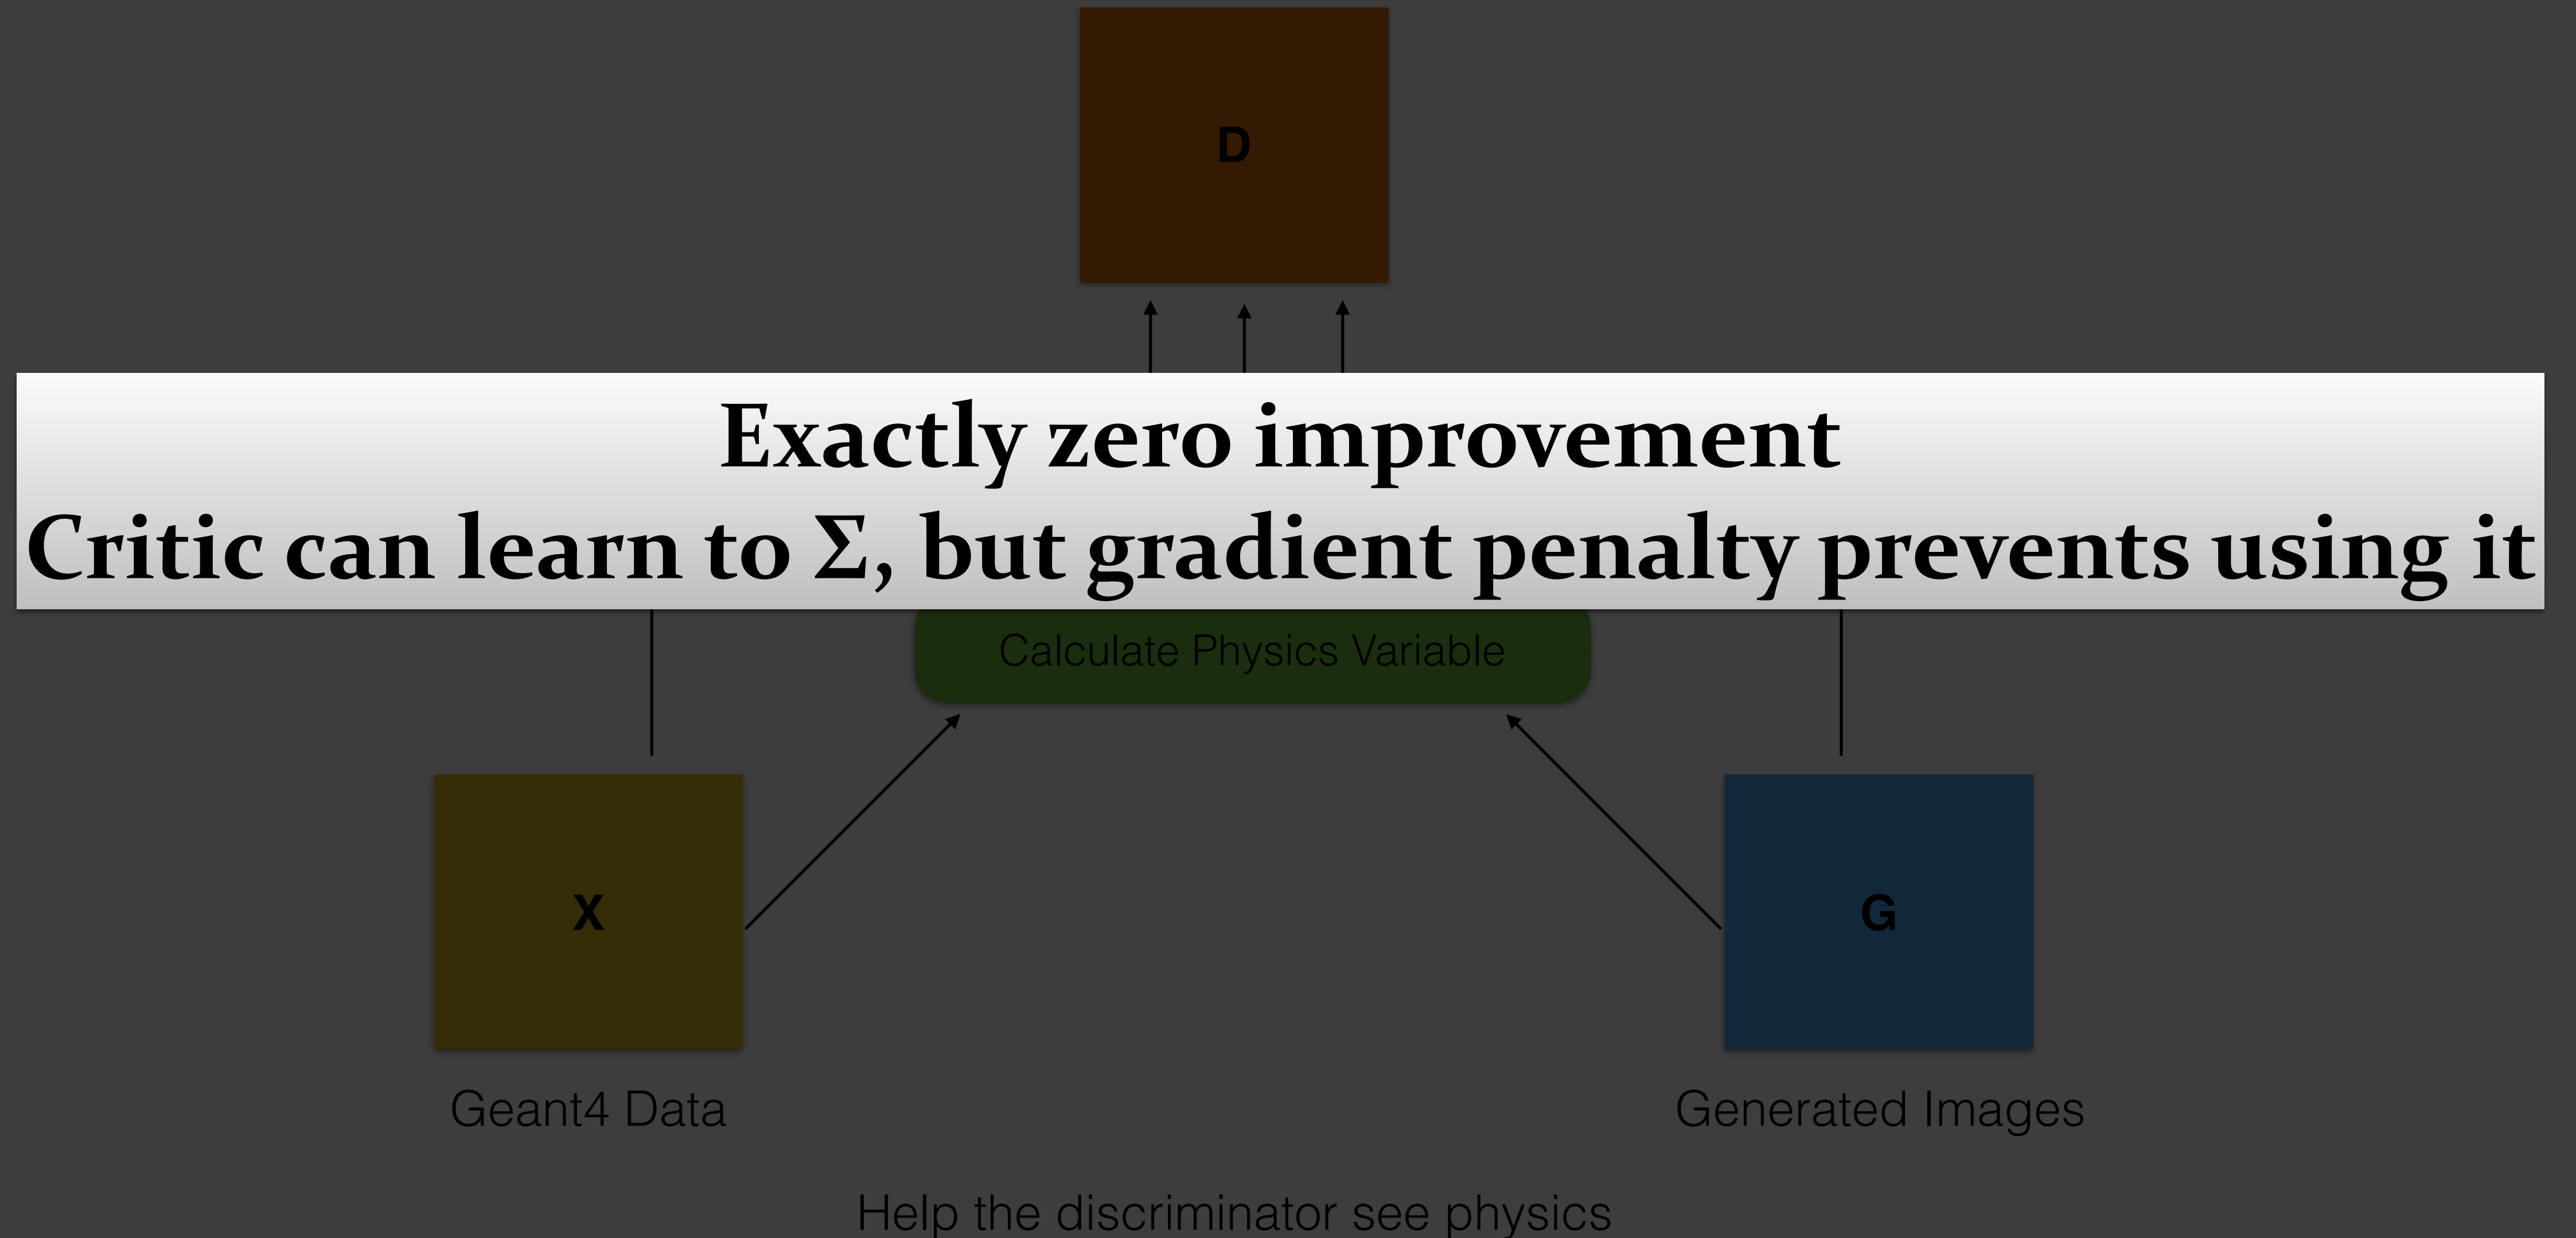 D
Exactly zero improvement
Critic can learn to Σ, but gradient penalty prevents using it
Calculate Physics Variable
X
G
Geant4 Data
Generated Images
Help the discriminator see physics